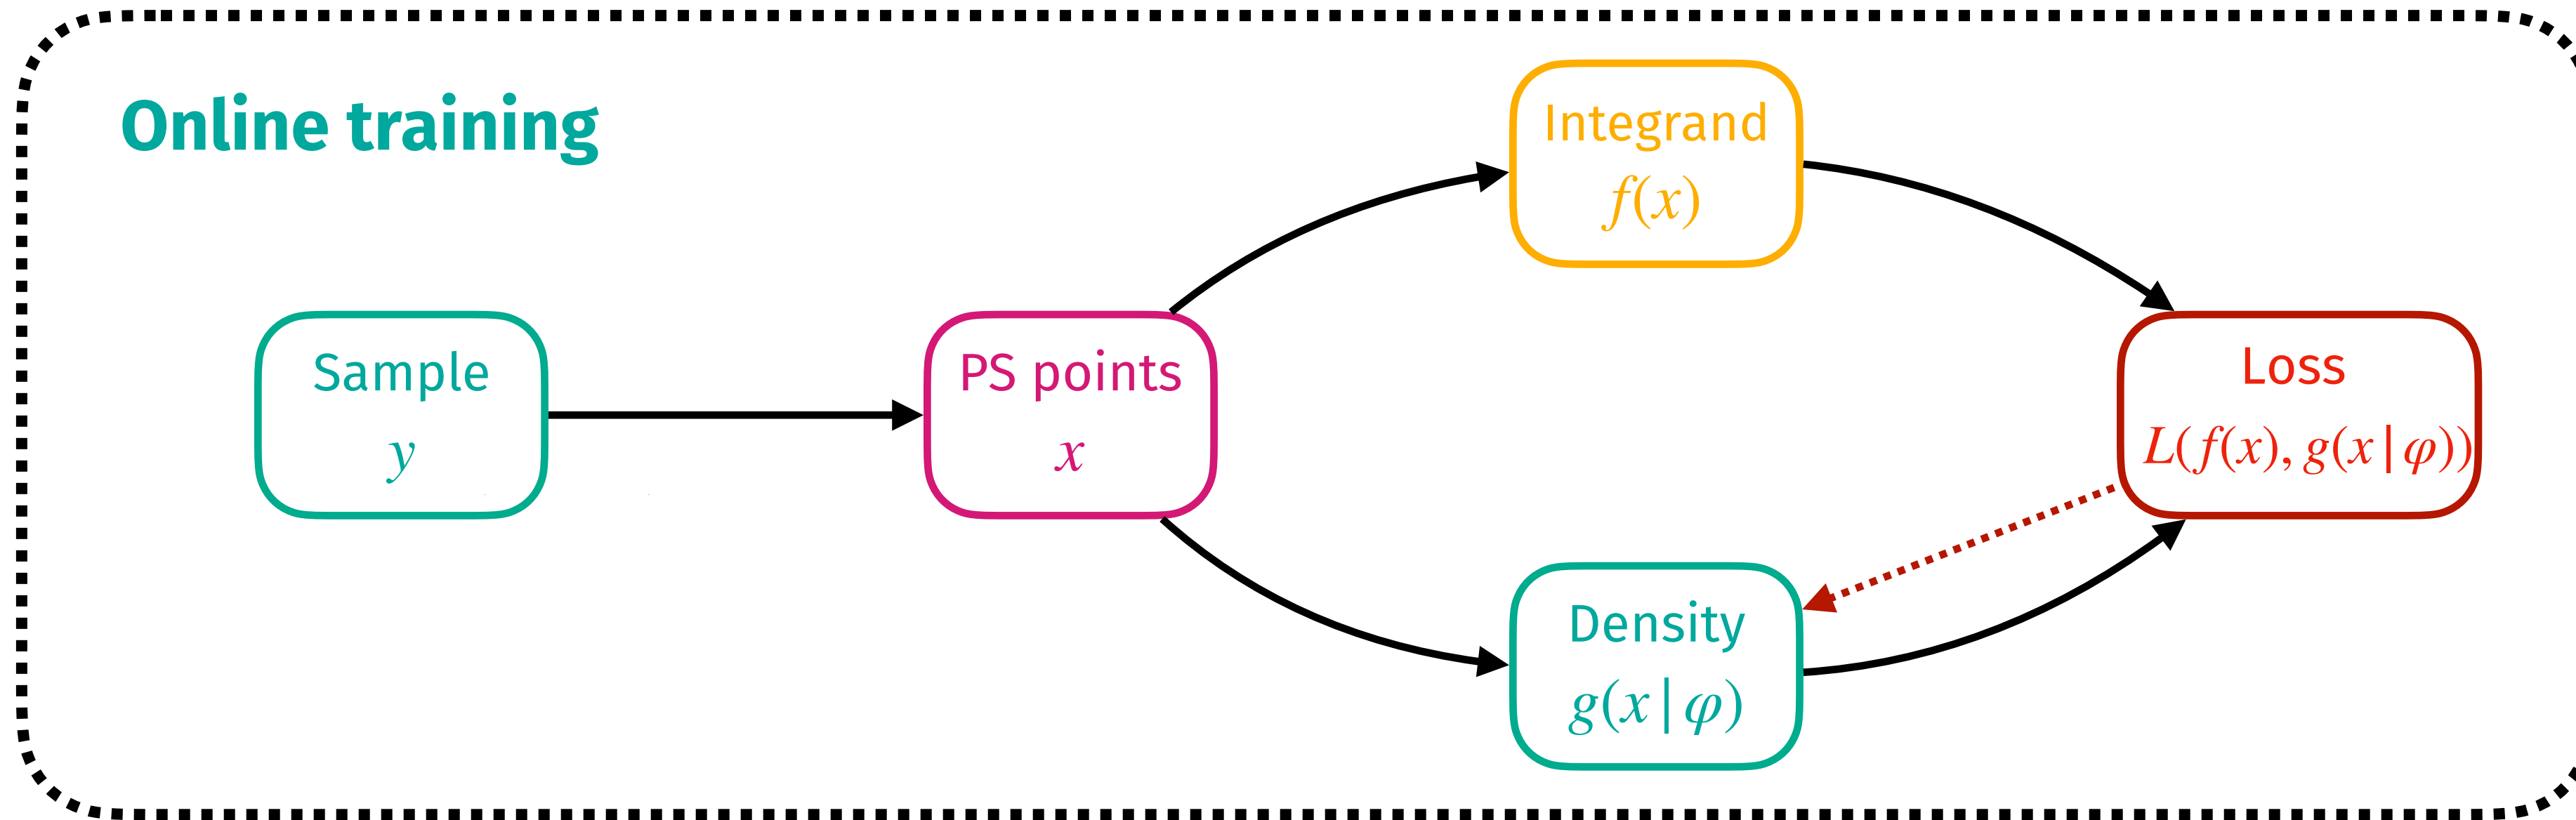 Online training
Sample
y
PS points
x
Integrand
f(x)
Density
g(x|φ)
Loss
L(f(x), g(x|φ))